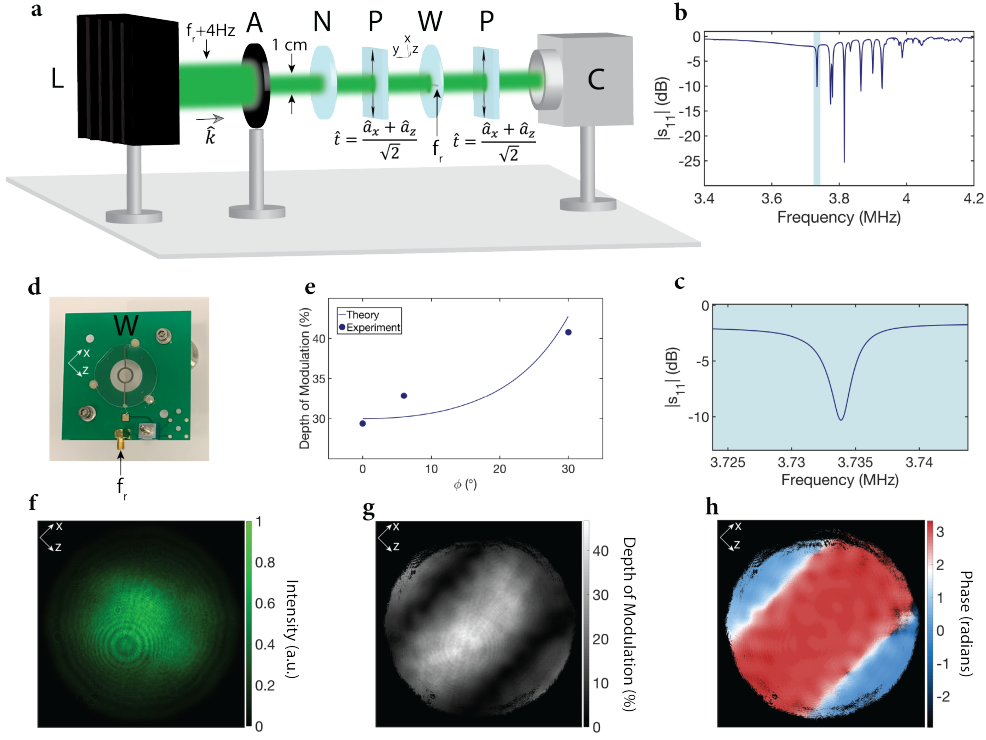 a
L
f_r+4Hz
A
1 cm
N
P
W
P
C
x
y
z
k̂
t̂ = (â_x + â_z)/√2
f_r
t̂ = (â_x + â_z)/√2
b
|s_11| (dB)
0
-5
-10
-15
-20
-25
3.4
3.6
3.8
4
4.2
Frequency (MHz)
c
|s_11| (dB)
0
-5
-10
3.725
3.73
3.735
3.74
Frequency (MHz)
d
W
x
z
f_r
e
Depth of Modulation (%)
40
35
30
25
Theory
Experiment
0
10
20
30
ϕ (°)
f
x
z
1
0.8
0.6
0.4
0.2
0
Intensity (a.u.)
g
x
z
40
30
20
10
0
Depth of Modulation (%)
h
x
z
3
2
1
0
-1
-2
Phase (radians)